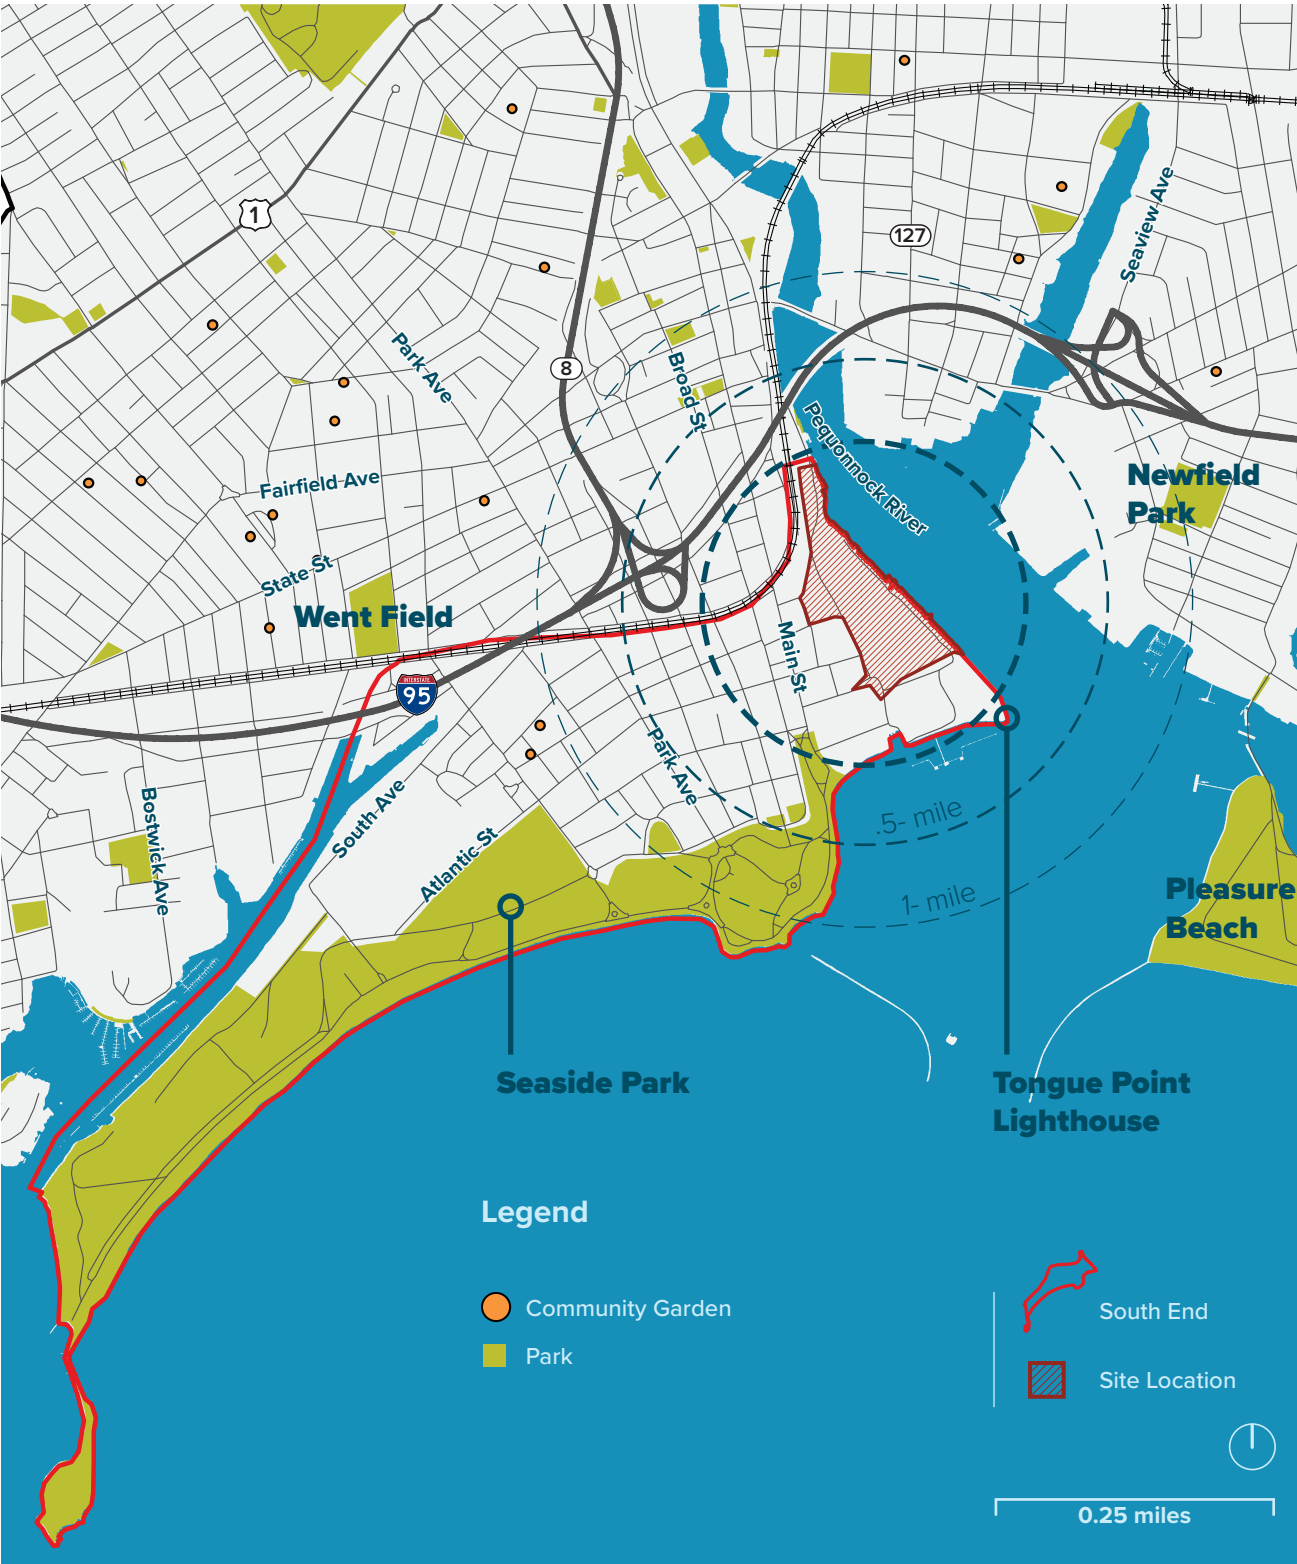 1
127
Seaview Ave
8
Park Ave
Broad St
Pequonnock River
Newfield
Park
Fairfield Ave
State St
Went Field
INTERSTATE
95
Main St
Park Ave
Bostwick Ave
South Ave
Atlantic St
.5- mile
1- mile
Pleasure
Beach
Seaside Park
Tongue Point
Lighthouse
Legend
Community Garden
Park
South End
Site Location
0.25 miles